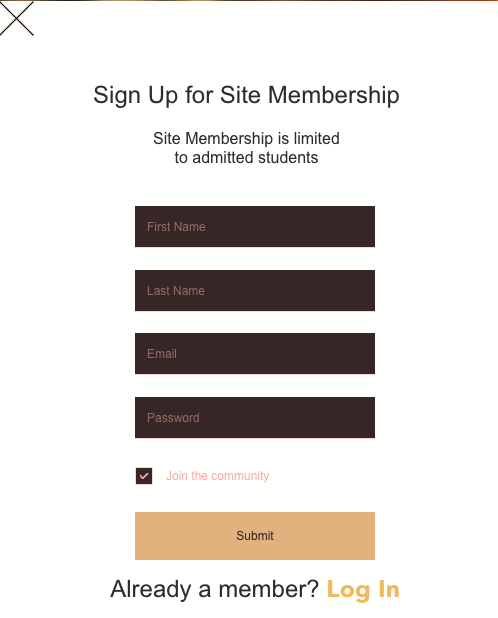 Sign Up for Site Membership
Site Membership is limited
to admitted students
First Name
Last Name
Email
Password
Join the community
Submit
Already a member? Log In